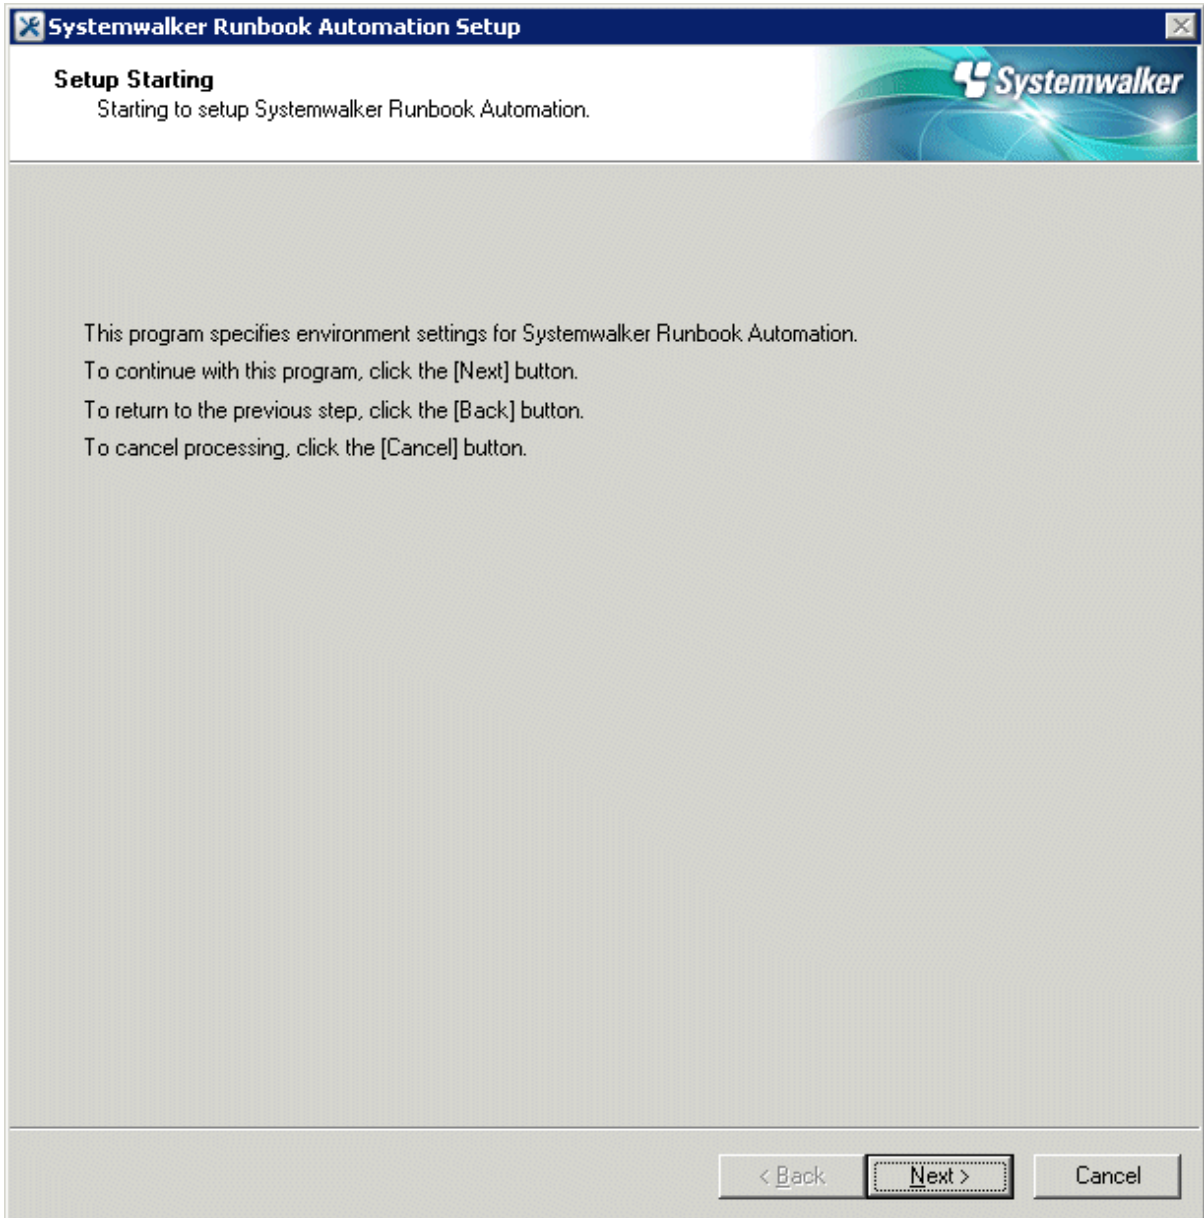 Systemwalker Runbook Automation Setup
Setup Starting
Starting to setup Systemwalker Runbook Automation.
Systemwalker
This program specifies environment settings for Systemwalker Runbook Automation.
To continue with this program, click the [Next] button.
To return to the previous step, click the [Back] button.
To cancel processing, click the [Cancel] button.
< Back
Next >
Cancel